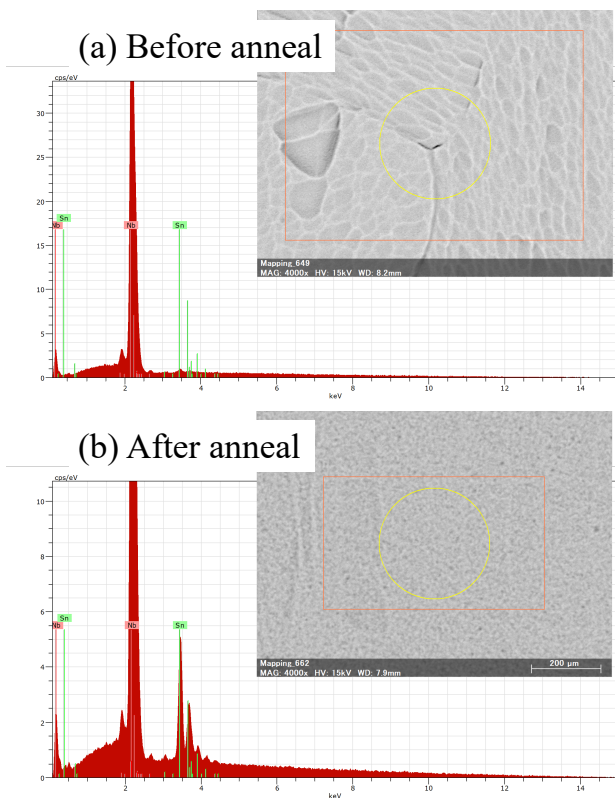 (a) Before anneal
cps/eV
30
25
20
15
10
5
0
Sn
Nb
Nb
Sn
2
4
6
8
10
12
14
keV
Mapping_649
MAG: 4000x HV: 15kV WD: 8.2mm
(b) After anneal
cps/eV
10
8
6
4
2
0
Sn
Nb
Nb
Sn
2
4
6
8
10
12
14
keV
Mapping_662
MAG: 4000x HV: 15kV WD: 7.9mm
200 µm